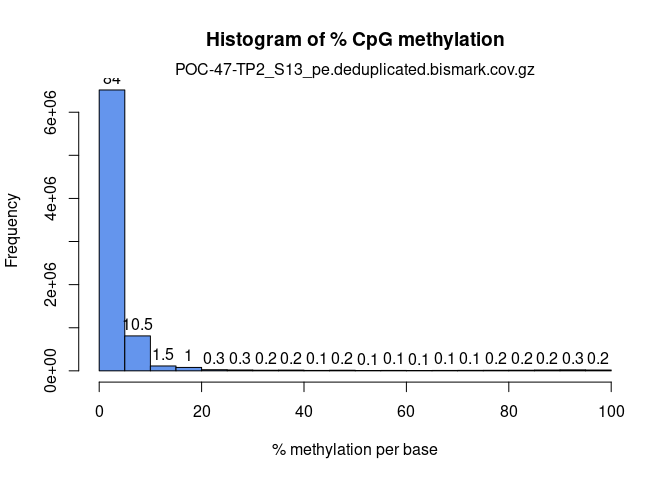 Histogram of % CpG methylation
POC-47-TP2_S13_pe.deduplicated.bismark.cov.gz
84
10.5 1.5 1 0.3 0.3 0.2 0.2 0.1 0.2 0.1 0.1 0.1 0.1 0.1 0.2 0.2 0.2 0.3 0.2
Frequency
6e+06
4e+06
2e+06
0e+00
0 20 40 60 80 100
% methylation per base